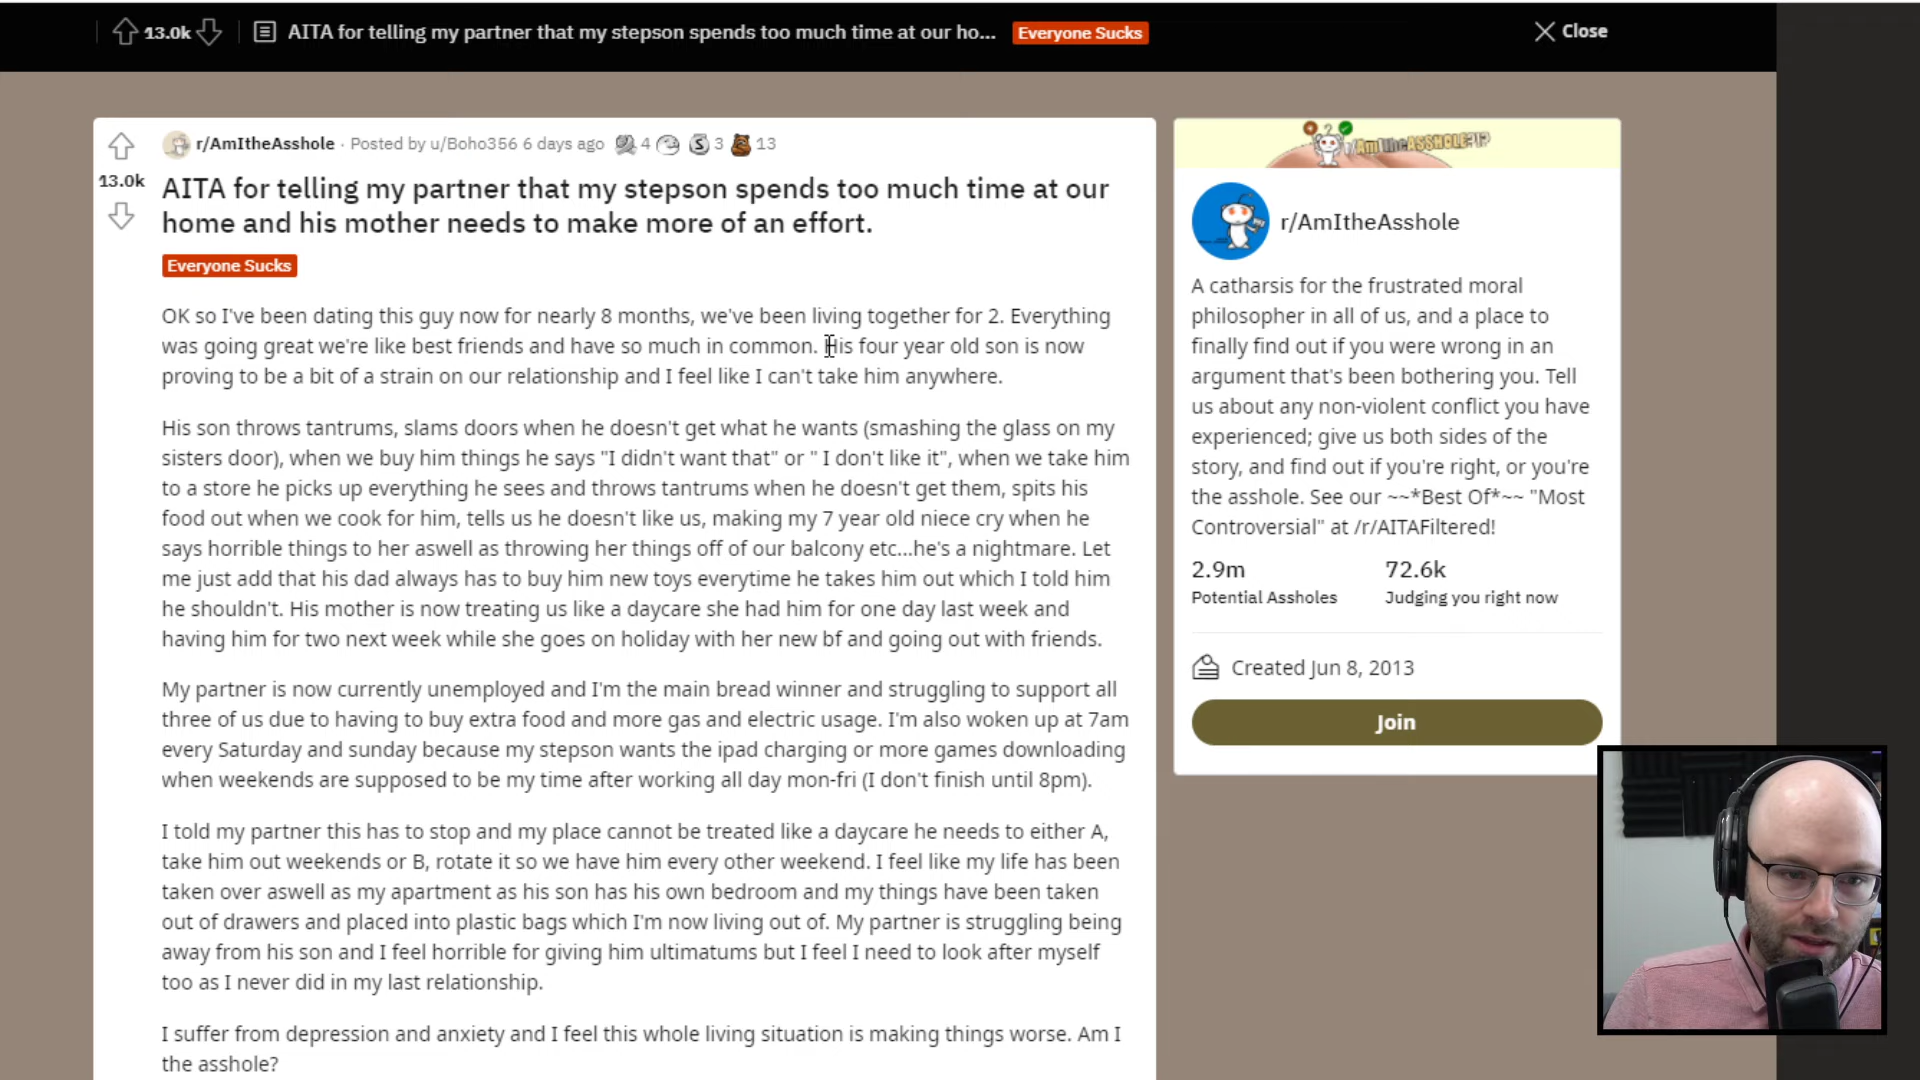 13.0k
AITA for telling my partner that my stepson spends too much time at our ho...
Everyone Sucks
Close
r/AmItheAsshole · Posted by u/Boho356 6 days ago 4 3 13
13.0k
AITA for telling my partner that my stepson spends too much time at our
home and his mother needs to make more of an effort.
Everyone Sucks
OK so I've been dating this guy now for nearly 8 months, we've been living together for 2. Everything
was going great we're like best friends and have so much in common. His four year old son is now
proving to be a bit of a strain on our relationship and I feel like I can't take him anywhere.
His son throws tantrums, slams doors when he doesn't get what he wants (smashing the glass on my
sisters door), when we buy him things he says "I didn't want that" or " I don't like it", when we take him
to a store he picks up everything he sees and throws tantrums when he doesn't get them, spits his
food out when we cook for him, tells us he doesn't like us, making my 7 year old niece cry when he
says horrible things to her aswell as throwing her things off of our balcony etc...he's a nightmare. Let
me just add that his dad always has to buy him new toys everytime he takes him out which I told him
he shouldn't. His mother is now treating us like a daycare she had him for one day last week and
having him for two next week while she goes on holiday with her new bf and going out with friends.
My partner is now currently unemployed and I'm the main bread winner and struggling to support all
three of us due to having to buy extra food and more gas and electric usage. I'm also woken up at 7am
every Saturday and sunday because my stepson wants the ipad charging or more games downloading
when weekends are supposed to be my time after working all day mon-fri (I don't finish until 8pm).
I told my partner this has to stop and my place cannot be treated like a daycare he needs to either A,
take him out weekends or B, rotate it so we have him every other weekend. I feel like my life has been
taken over aswell as my apartment as his son has his own bedroom and my things have been taken
out of drawers and placed into plastic bags which I'm now living out of. My partner is struggling being
away from his son and I feel horrible for giving him ultimatums but I feel I need to look after myself
too as I never did in my last relationship.
I suffer from depression and anxiety and I feel this whole living situation is making things worse. Am I
the asshole?
r/AmItheASSHOLE?!?
r/AmItheAsshole
A catharsis for the frustrated moral
philosopher in all of us, and a place to
finally find out if you were wrong in an
argument that's been bothering you. Tell
us about any non-violent conflict you have
experienced; give us both sides of the
story, and find out if you're right, or you're
the asshole. See our ~~*Best Of*~~ "Most
Controversial" at /r/AITAFiltered!
2.9m 72.6k
Potential Assholes Judging you right now
Created Jun 8, 2013
Join